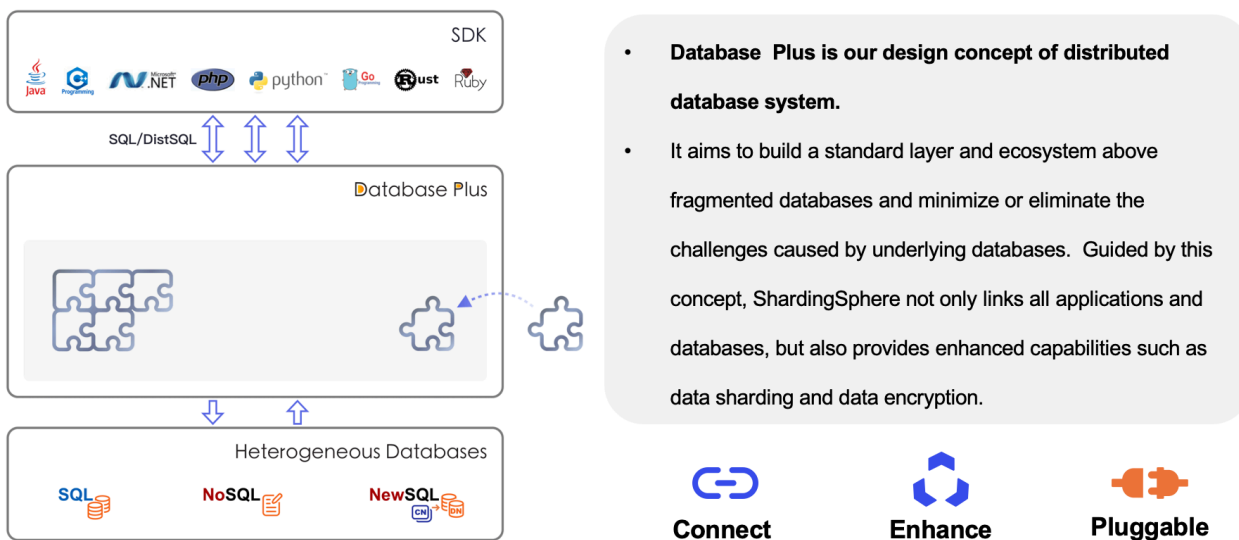 SDK
Java
C++
Programming
Microsoft
.NET
php
python
Go
Programming
Rust
Ruby
SQL/DistSQL
Database Plus
Heterogeneous Databases
SQL
NoSQL
NewSQL
CN
DN
• Database Plus is our design concept of distributed
database system.
• It aims to build a standard layer and ecosystem above
fragmented databases and minimize or eliminate the
challenges caused by underlying databases. Guided by this
concept, ShardingSphere not only links all applications and
databases, but also provides enhanced capabilities such as
data sharding and data encryption.
Connect
Enhance
Pluggable